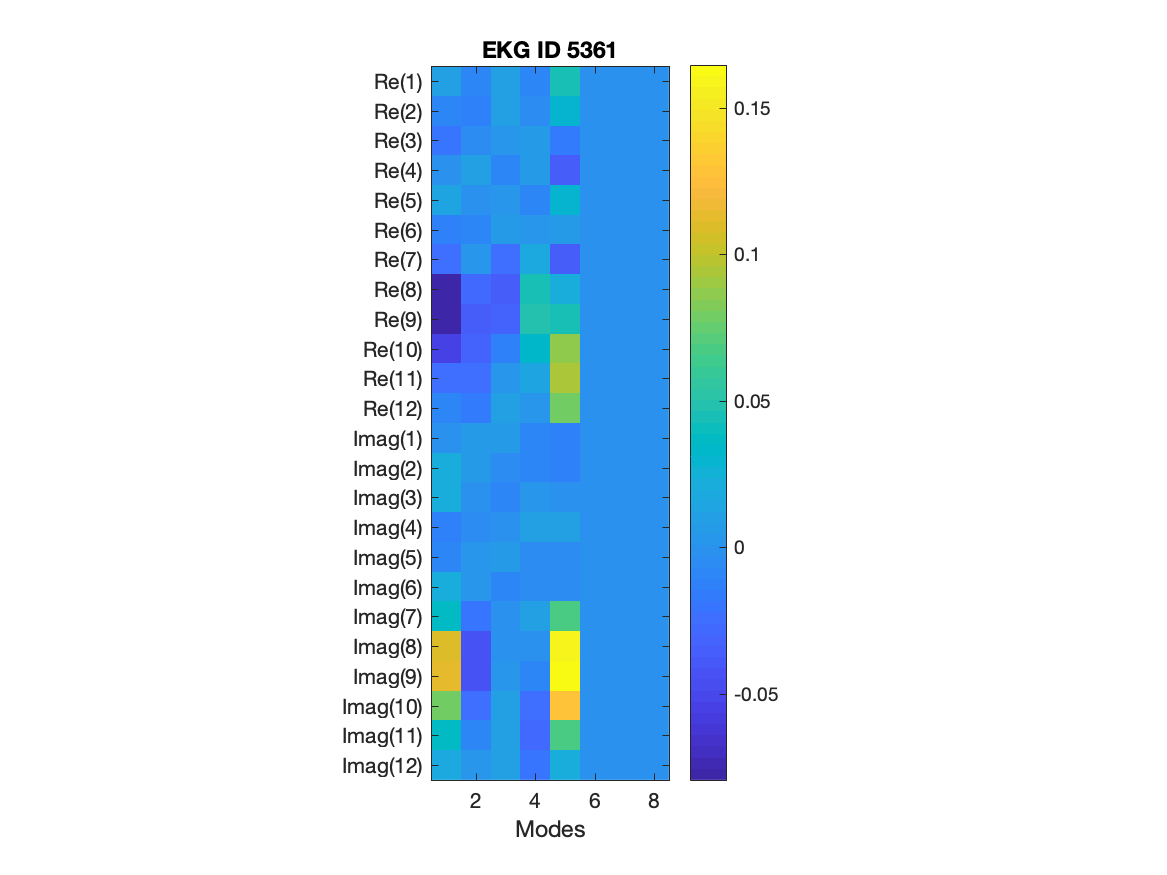 EKG ID 5361
Re(1)
Re(2)
Re(3)
Re(4)
Re(5)
Re(6)
Re(7)
Re(8)
Re(9)
Re(10)
Re(11)
Re(12)
Imag(1)
Imag(2)
Imag(3)
Imag(4)
Imag(5)
Imag(6)
Imag(7)
Imag(8)
Imag(9)
Imag(10)
Imag(11)
Imag(12)
2 4 6 8
Modes
0.15
0.1
0.05
0
-0.05